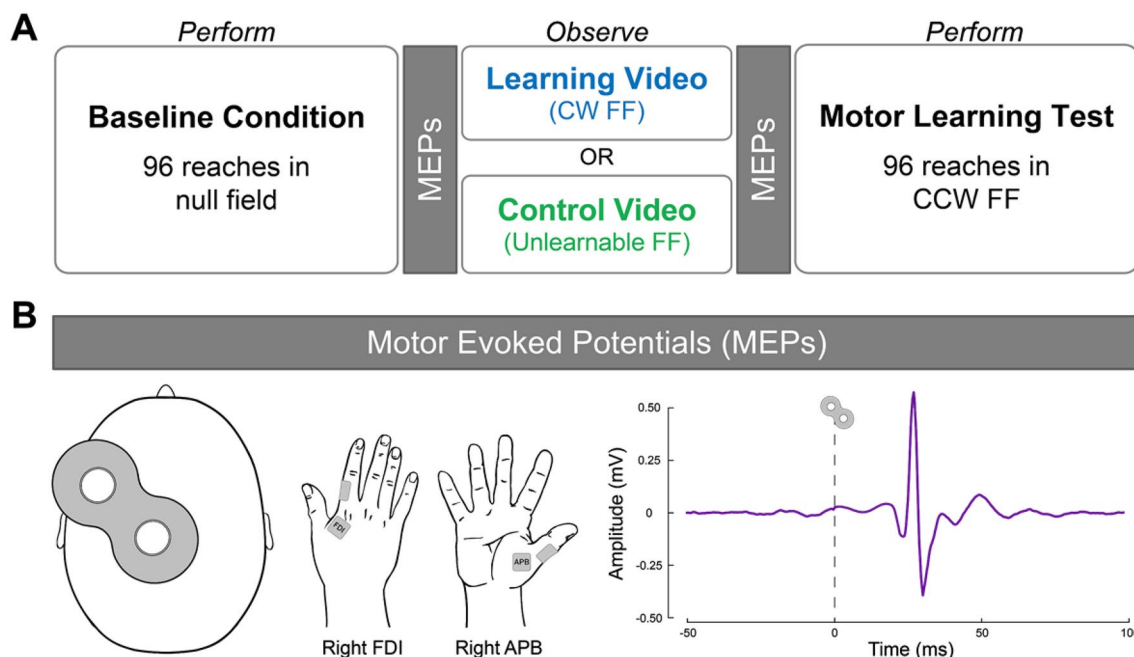 A
Perform
Observe
Perform
Baseline Condition
96 reaches in
null field
MEPs
Learning Video
(CW FF)
OR
Control Video
(Unlearnable FF)
MEPs
Motor Learning Test
96 reaches in
CCW FF
B
Motor Evoked Potentials (MEPs)
FDI
Right FDI
APB
Right APB
Amplitude (mV)
0.50
0.25
0
-0.25
-0.50
-50
0
50
10
Time (ms)